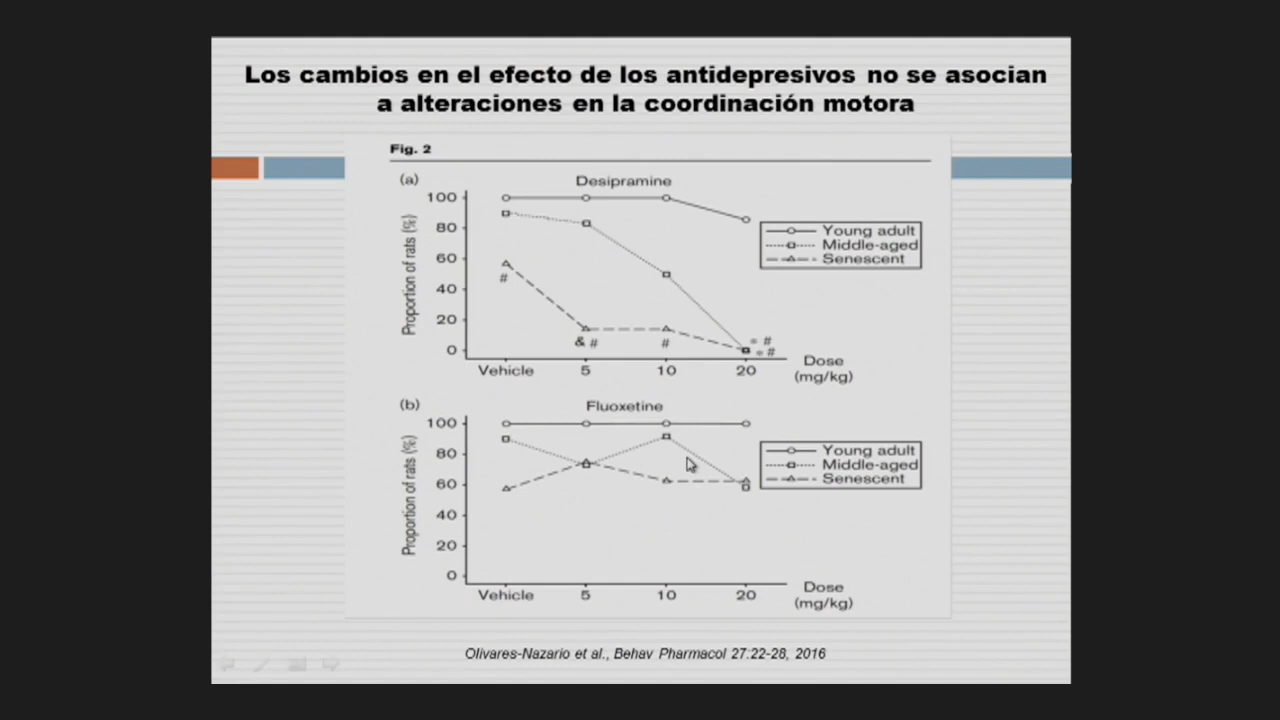 Los cambios en el efecto de los antidepresivos no se asocian
a alteraciones en la coordinación motora
Fig. 2
(a)
Desipramine
Proportion of rats (%)
100
80
60
40
20
0
#
& #
#
* #
* #
Vehicle 5 10 20
Dose
(mg/kg)
Young adult
Middle-aged
Senescent
(b)
Fluoxetine
Proportion of rats (%)
100
80
60
40
20
0
Vehicle 5 10 20
Dose
(mg/kg)
Young adult
Middle-aged
Senescent
Olivares-Nazario et al., Behav Pharmacol 27:22-28, 2016